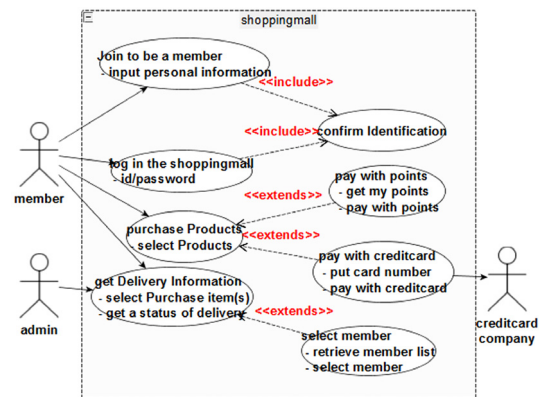 shoppingmall
Join to be a member
- input personal information
<<include>>
<<include>>
confirm Identification
member
log in the shoppingmall
- id/password
pay with points
- get my points
- pay with points
<<extends>>
purchase Products
- select Products
<<extends>>
pay with creditcard
- put card number
- pay with creditcard
get Delivery Information
- select Purchase item(s)
- get a status of delivery
<<extends>>
admin
creditcard
company
select member
- retrieve member list
- select member